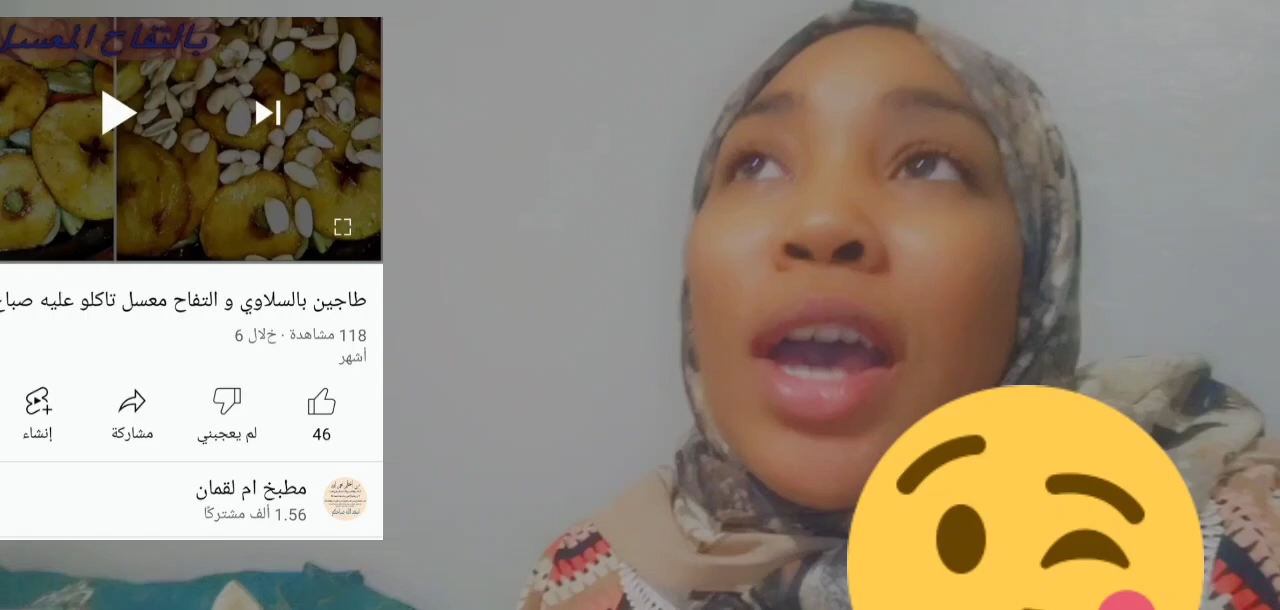 بالتفاح المعسل
طاجين بالسلاوي و التفاح معسل تاكلو عليه صباع
118 مشاهدة · خلال 6
أشهر
46
لم يعجبني
مشاركة
إنشاء
مطبخ ام لقمان
1.56 ألف مشتركًا